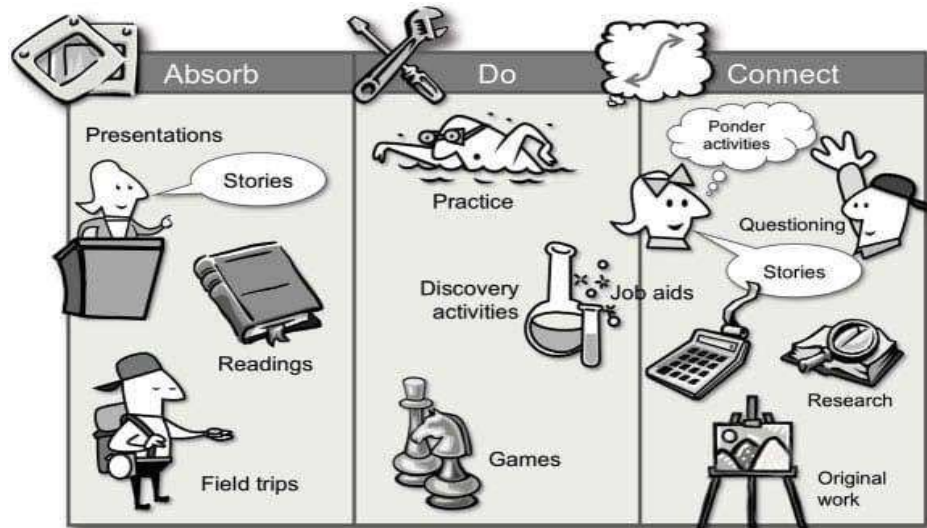 Absorb
Do
Connect
Presentations
Stories
Readings
Field trips
Practice
Discovery
activities
Games
Ponder
activities
Questioning
Stories
Job aids
Research
Original
work